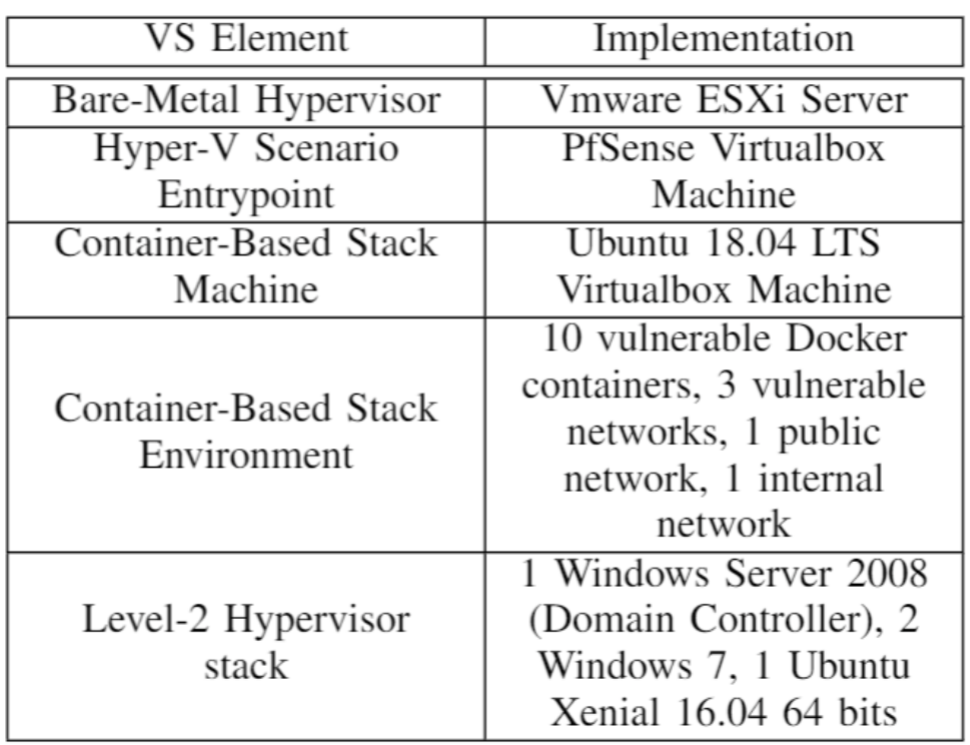 VS Element
Implementation
Bare-Metal Hypervisor
Vmware ESXi Server
Hyper-V Scenario
Entrypoint
PfSense Virtualbox
Machine
Container-Based Stack
Machine
Ubuntu 18.04 LTS
Virtualbox Machine
Container-Based Stack
Environment
10 vulnerable Docker
containers, 3 vulnerable
networks, 1 public
network, 1 internal
network
Level-2 Hypervisor
stack
1 Windows Server 2008
(Domain Controller), 2
Windows 7, 1 Ubuntu
Xenial 16.04 64 bits